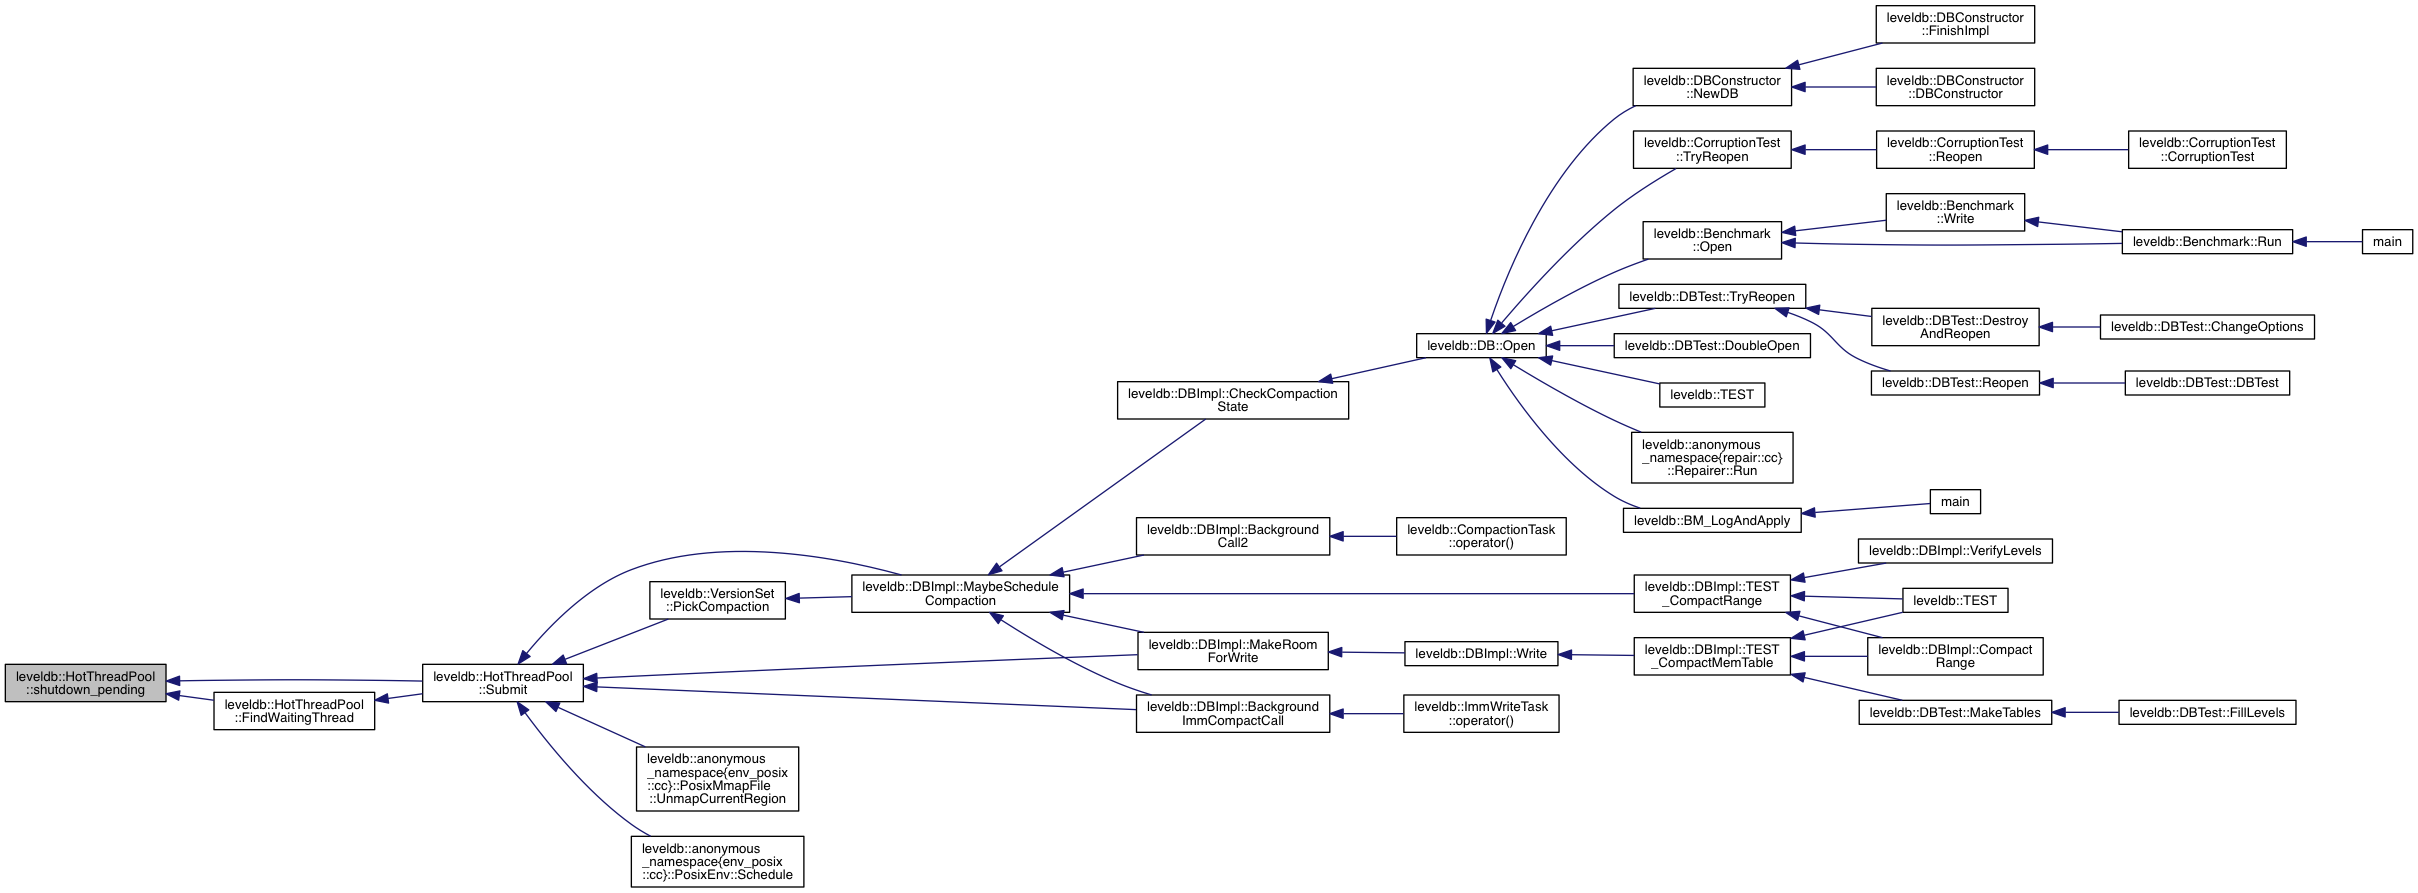 leveldb::HotThreadPool
::shutdown_pending
leveldb::HotThreadPool
::FindWaitingThread
leveldb::HotThreadPool
::Submit
leveldb::VersionSet
::PickCompaction
leveldb::anonymous
_namespace{env_posix
::cc}::PosixMmapFile
::UnmapCurrentRegion
leveldb::anonymous
_namespace{env_posix
::cc}::PosixEnv::Schedule
leveldb::DBImpl::MaybeSchedule
Compaction
leveldb::DBImpl::CheckCompaction
State
leveldb::DBImpl::Background
Call2
leveldb::DBImpl::MakeRoom
ForWrite
leveldb::DBImpl::Background
ImmCompactCall
leveldb::DB::Open
leveldb::CompactionTask
::operator()
leveldb::DBImpl::Write
leveldb::ImmWriteTask
::operator()
leveldb::DBConstructor
::NewDB
leveldb::CorruptionTest
::TryReopen
leveldb::Benchmark
::Open
leveldb::DBTest::TryReopen
leveldb::DBTest::DoubleOpen
leveldb::TEST
leveldb::anonymous
_namespace{repair::cc}
::Repairer::Run
leveldb::BM_LogAndApply
leveldb::DBImpl::TEST
_CompactRange
leveldb::DBImpl::TEST
_CompactMemTable
leveldb::DBConstructor
::FinishImpl
leveldb::DBConstructor
::DBConstructor
leveldb::CorruptionTest
::Reopen
leveldb::Benchmark
::Write
leveldb::DBTest::Destroy
AndReopen
leveldb::DBTest::Reopen
main
leveldb::DBImpl::VerifyLevels
leveldb::TEST
leveldb::DBImpl::Compact
Range
leveldb::DBTest::MakeTables
leveldb::CorruptionTest
::CorruptionTest
leveldb::Benchmark::Run
leveldb::DBTest::ChangeOptions
leveldb::DBTest::DBTest
leveldb::DBTest::FillLevels
main